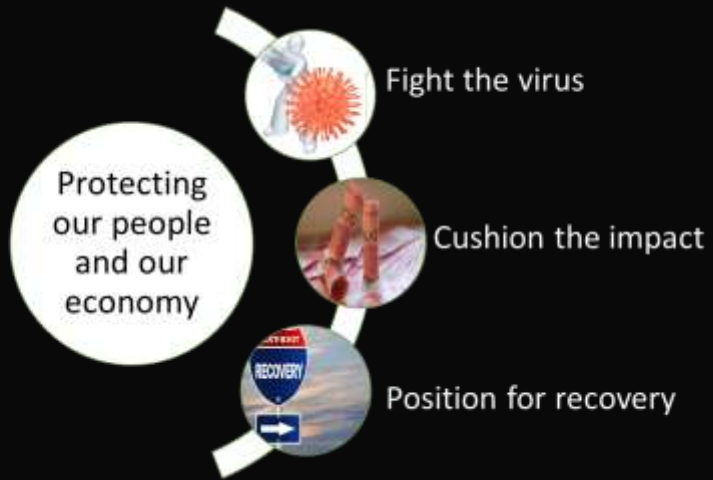 Protecting
our people
and our
economy
Fight the virus
Cushion the impact
RECOVERY
Position for recovery